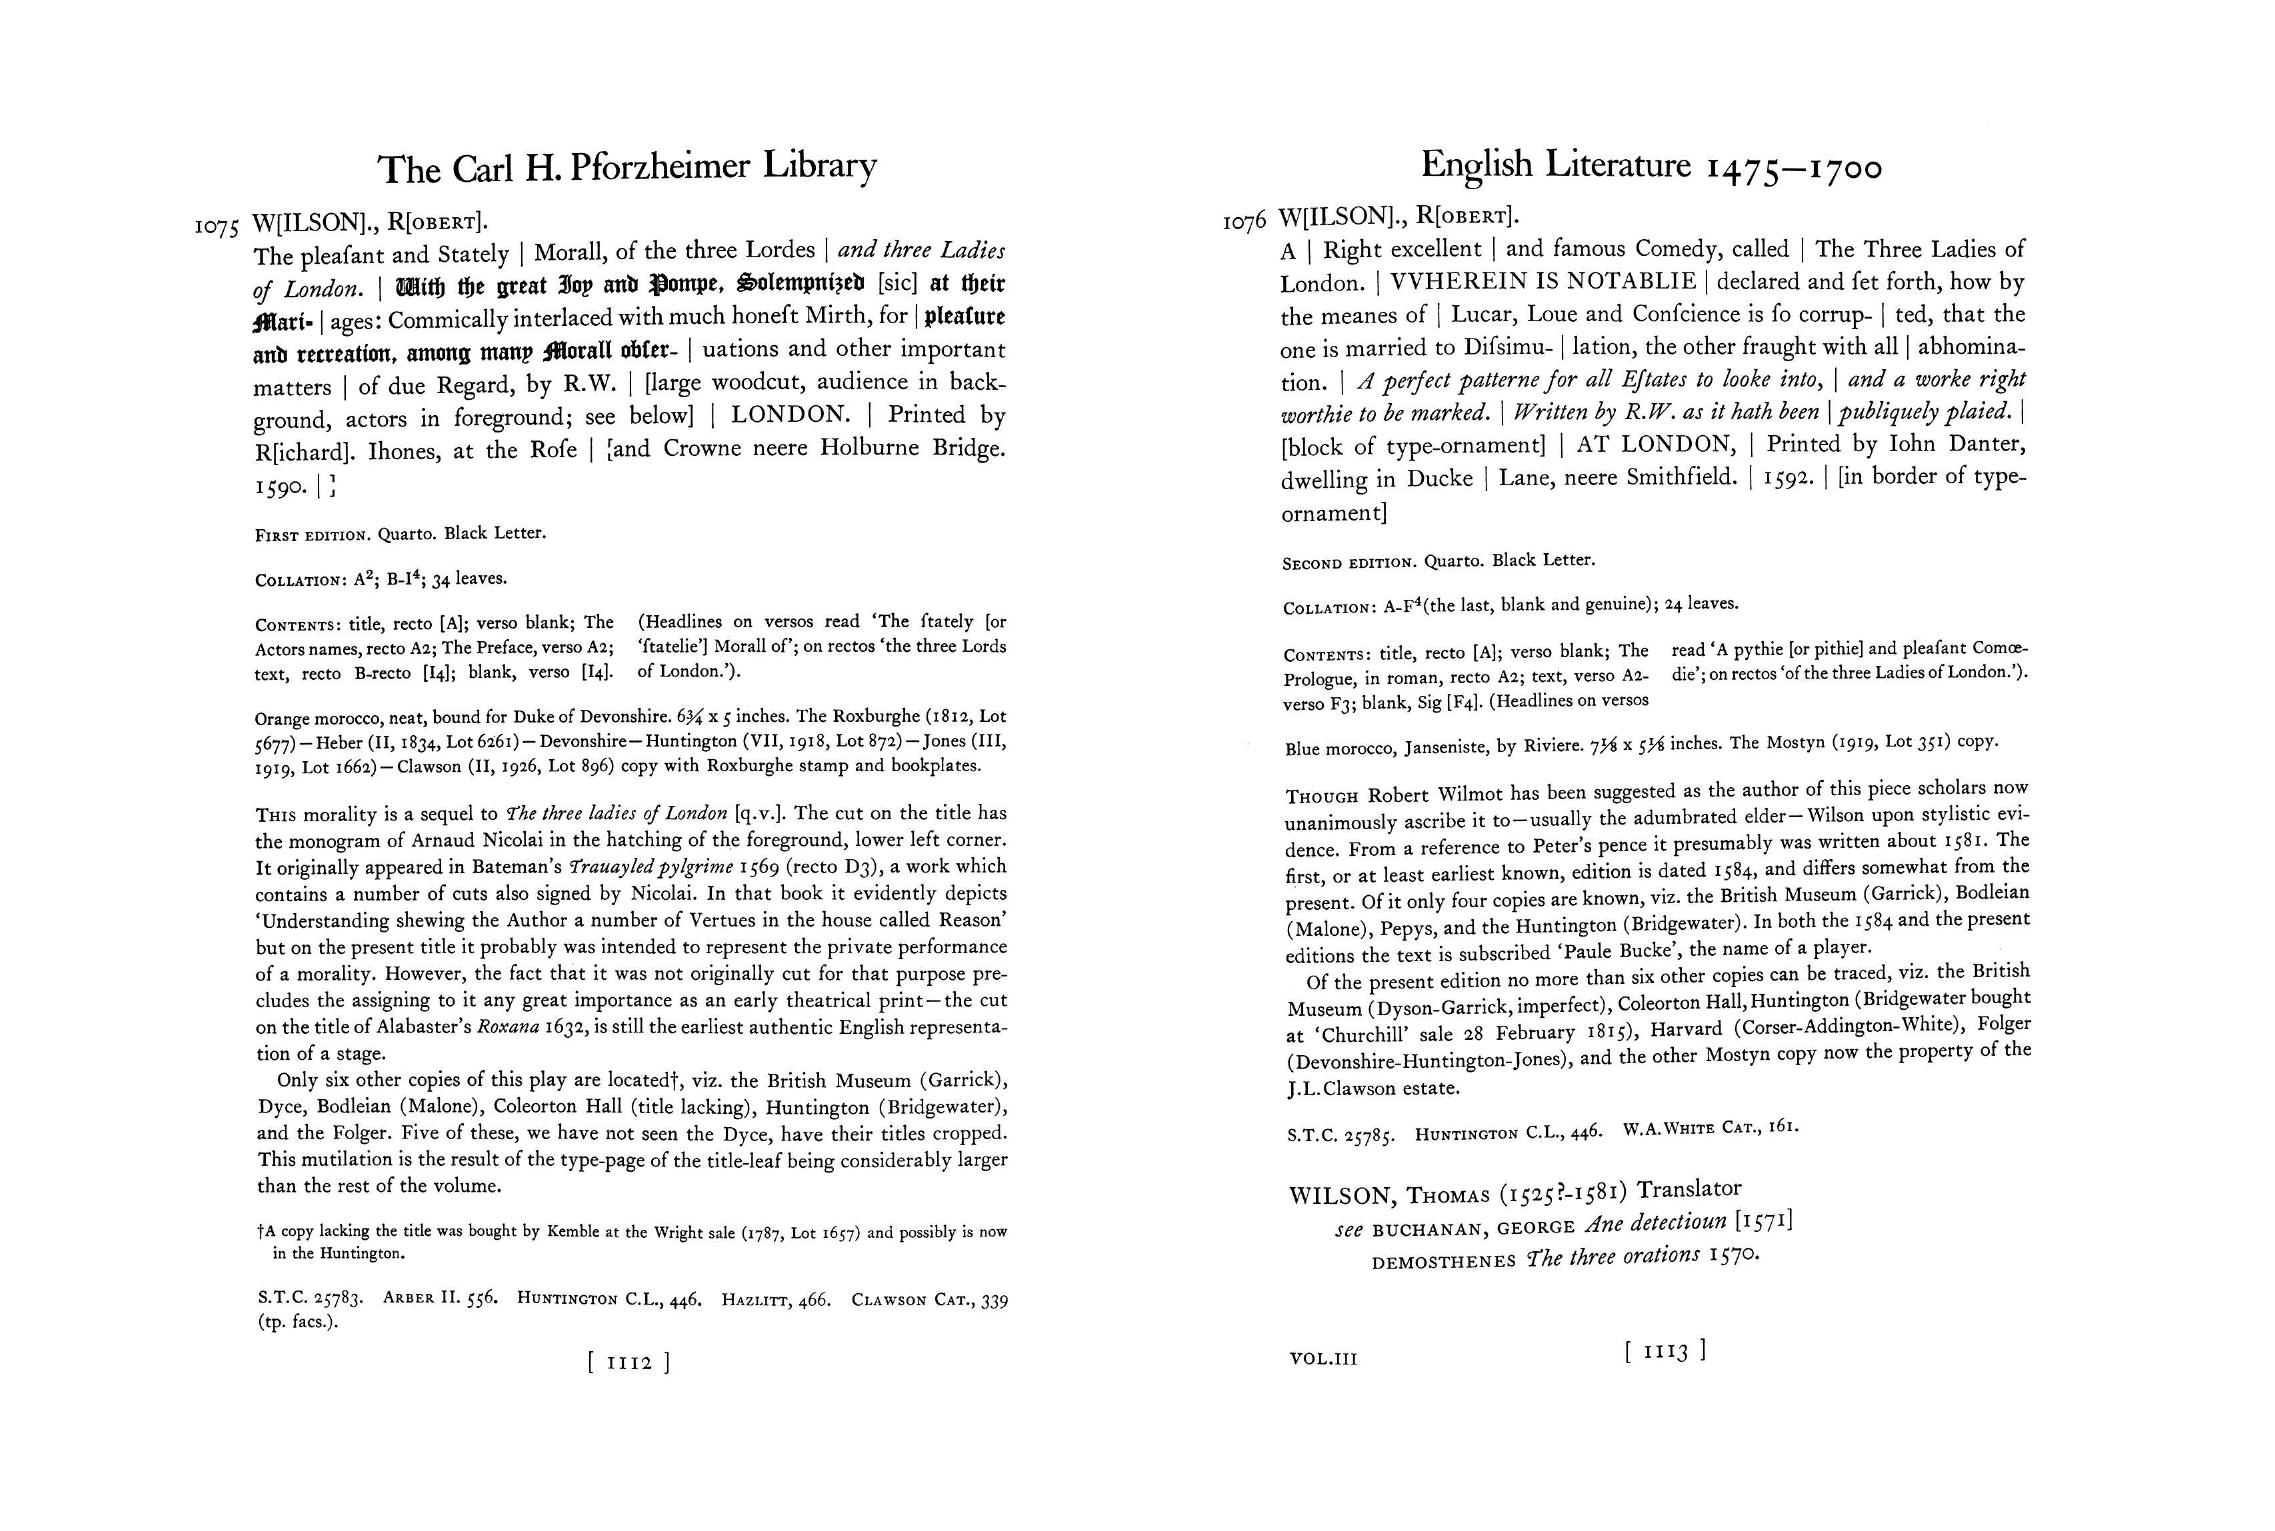 The Carl H. Pforzheimer Library
1075 W[ILSON]., R[OBERT].
The pleaſant and Stately | Morall, of the three Lordes | and three Ladies
of London. | With the great Joy and Pompe, Solempnized [sic] at their
Mari- | ages: Commically interlaced with much honeſt Mirth, for | pleaſure
and recreation, among many Morall obſer- | uations and other important
matters | of due Regard, by R.W. | [large woodcut, audience in back-
ground, actors in foreground; see below] | LONDON. | Printed by
R[ichard]. Ihones, at the Roſe | [and Crowne neere Holburne Bridge.
1590. | ]
FIRST EDITION. Quarto. Black Letter.
COLLATION: A²; B-I⁴; 34 leaves.
CONTENTS: title, recto [A]; verso blank; The
Actors names, recto A2; The Preface, verso A2;
text, recto B-recto [I4]; blank, verso [I4].
(Headlines on versos read ‘The ſtately [or
‘ſtatelie’] Morall of’; on rectos ‘the three Lords
of London.’).
Orange morocco, neat, bound for Duke of Devonshire. 6¾ x 5 inches. The Roxburghe (1812, Lot
5677)—Heber (II, 1834, Lot 6261)—Devonshire—Huntington (VII, 1918, Lot 872)—Jones (III,
1919, Lot 1662)—Clawson (II, 1926, Lot 896) copy with Roxburghe stamp and bookplates.
THIS morality is a sequel to The three ladies of London [q.v.]. The cut on the title has
the monogram of Arnaud Nicolai in the hatching of the foreground, lower left corner.
It originally appeared in Bateman’s Trauayled pylgrime 1569 (recto D3), a work which
contains a number of cuts also signed by Nicolai. In that book it evidently depicts
‘Understanding shewing the Author a number of Vertues in the house called Reason’
but on the present title it probably was intended to represent the private performance
of a morality. However, the fact that it was not originally cut for that purpose pre-
cludes the assigning to it any great importance as an early theatrical print—the cut
on the title of Alabaster’s Roxana 1632, is still the earliest authentic English representa-
tion of a stage.
Only six other copies of this play are located†, viz. the British Museum (Garrick),
Dyce, Bodleian (Malone), Coleorton Hall (title lacking), Huntington (Bridgewater),
and the Folger. Five of these, we have not seen the Dyce, have their titles cropped.
This mutilation is the result of the type-page of the title-leaf being considerably larger
than the rest of the volume.
†A copy lacking the title was bought by Kemble at the Wright sale (1787, Lot 1657) and possibly is now
in the Huntington.
S.T.C. 25783. ARBER II. 556. HUNTINGTON C.L., 446. HAZLITT, 466. CLAWSON CAT., 339
(tp. facs.).
[ 1112 ]
English Literature 1475—1700
1076 W[ILSON]., R[OBERT].
A | Right excellent | and famous Comedy, called | The Three Ladies of
London. | VVHEREIN IS NOTABLIE | declared and ſet forth, how by
the meanes of | Lucar, Loue and Conſcience is ſo corrup- | ted, that the
one is married to Diſsimu- | lation, the other fraught with all | abhomina-
tion. | A perfect patterne for all Eſtates to looke into, | and a worke right
worthie to be marked. | Written by R.W. as it hath been | publiquely plaied. |
[block of type-ornament] | AT LONDON, | Printed by Iohn Danter,
dwelling in Ducke | Lane, neere Smithfield. | 1592. | [in border of type-
ornament]
SECOND EDITION. Quarto. Black Letter.
COLLATION: A-F⁴(the last, blank and genuine); 24 leaves.
CONTENTS: title, recto [A]; verso blank; The
Prologue, in roman, recto A2; text, verso A2-
verso F3; blank, Sig [F4]. (Headlines on versos
read ‘A pythie [or pithie] and pleaſant Comœ-
die’; on rectos ‘of the three Ladies of London.’).
Blue morocco, Janseniste, by Riviere. 7⅛ x 5⅛ inches. The Mostyn (1919, Lot 351) copy.
THOUGH Robert Wilmot has been suggested as the author of this piece scholars now
unanimously ascribe it to—usually the adumbrated elder—Wilson upon stylistic evi-
dence. From a reference to Peter’s pence it presumably was written about 1581. The
first, or at least earliest known, edition is dated 1584, and differs somewhat from the
present. Of it only four copies are known, viz. the British Museum (Garrick), Bodleian
(Malone), Pepys, and the Huntington (Bridgewater). In both the 1584 and the present
editions the text is subscribed ‘Paule Bucke’, the name of a player.
Of the present edition no more than six other copies can be traced, viz. the British
Museum (Dyson-Garrick, imperfect), Coleorton Hall, Huntington (Bridgewater bought
at ‘Churchill’ sale 28 February 1815), Harvard (Corser-Addington-White), Folger
(Devonshire-Huntington-Jones), and the other Mostyn copy now the property of the
J.L.Clawson estate.
S.T.C. 25785. HUNTINGTON C.L., 446. W.A.WHITE CAT., 161.
WILSON, THOMAS (1525?-1581) Translator
see BUCHANAN, GEORGE Ane detectioun [1571]
DEMOSTHENES The three orations 1570.
VOL.III
[ 1113 ]